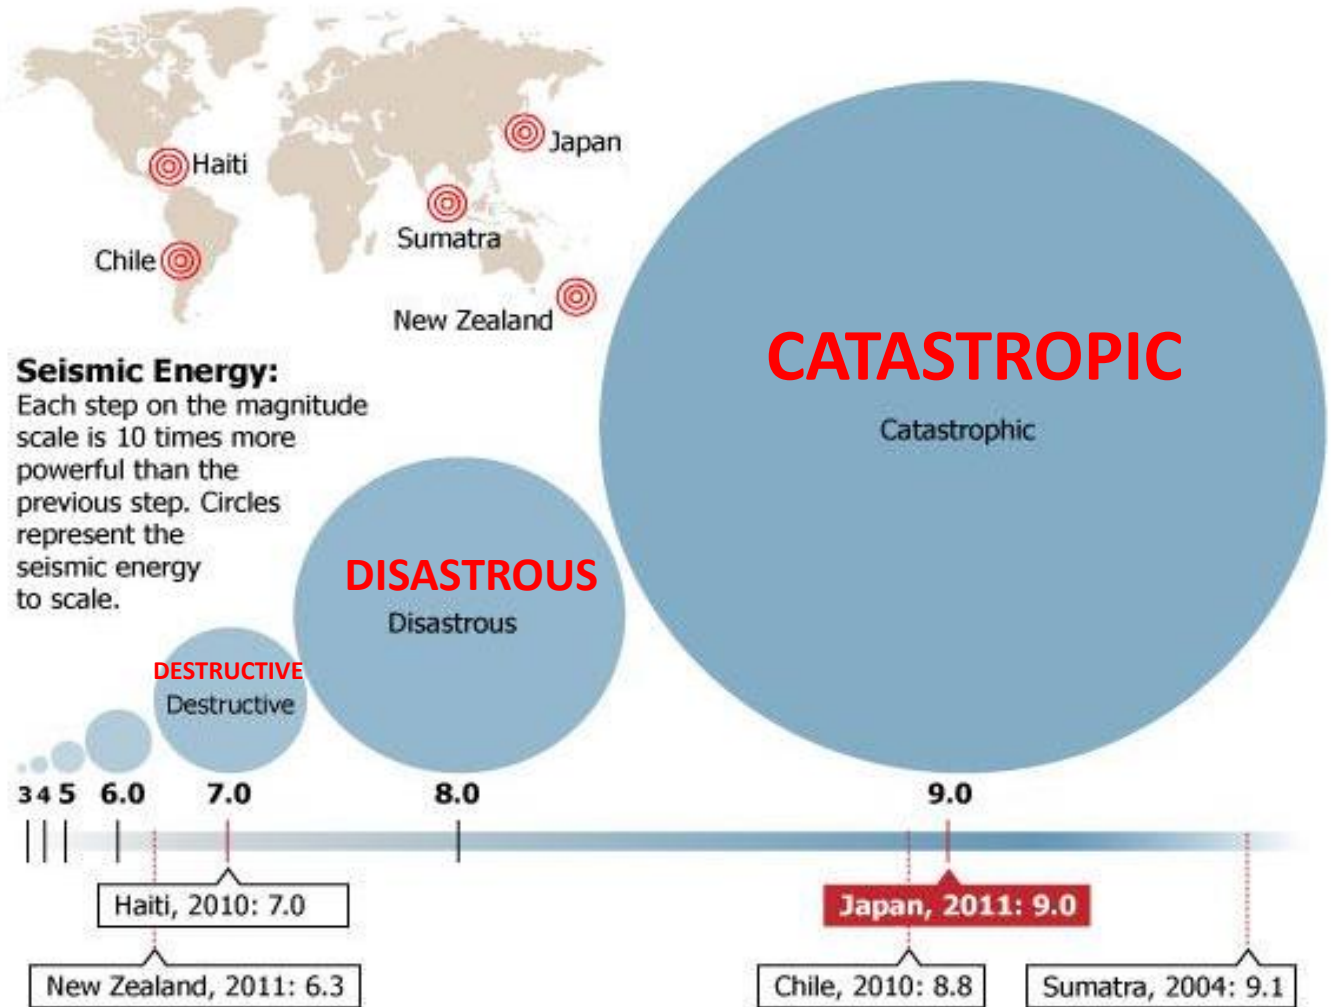 Haiti
Japan
Sumatra
Chile
New Zealand
Seismic Energy:
Each step on the magnitude
scale is 10 times more
powerful than the
previous step. Circles
represent the
seismic energy
to scale.
CATASTROPIC
Catastrophic
DISASTROUS
Disastrous
DESTRUCTIVE
Destructive
3 4 5 6.0 7.0 8.0 9.0
Haiti, 2010: 7.0
Japan, 2011: 9.0
New Zealand, 2011: 6.3
Chile, 2010: 8.8
Sumatra, 2004: 9.1